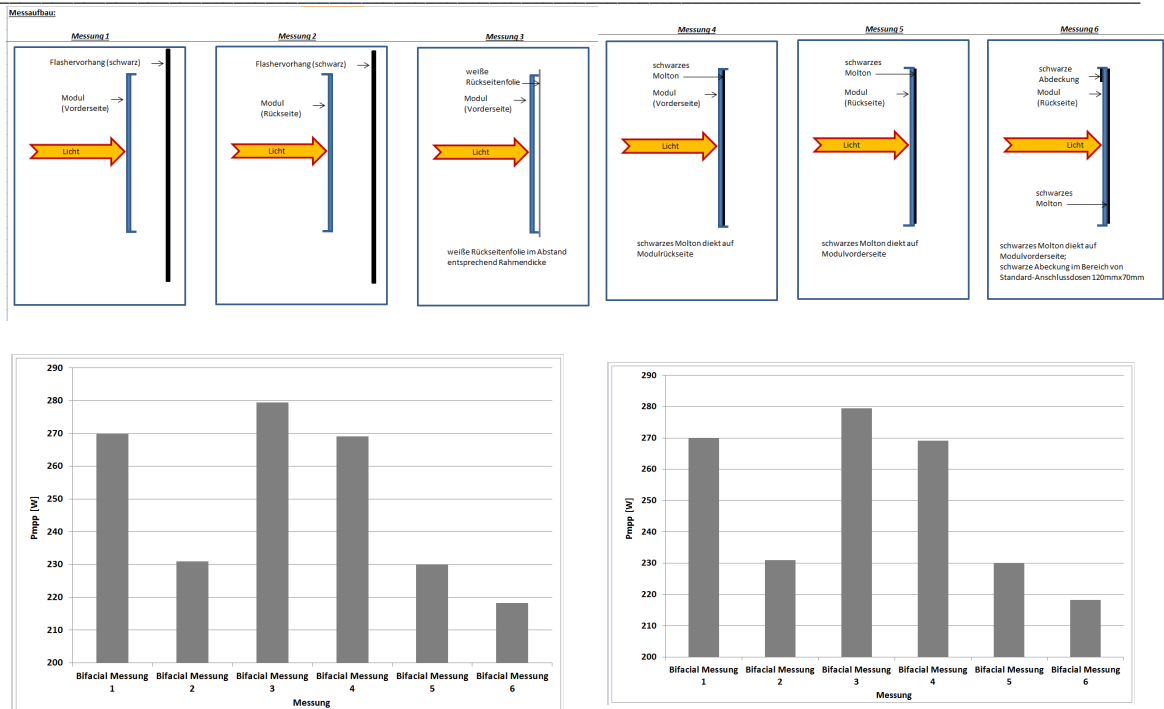 Messaufbau:
Messung 1
Flashervorhang (schwarz)
Modul
(Vorderseite)
Licht
Messung 2
Flashervorhang (schwarz)
Modul
(Rückseite)
Licht
Messung 3
weiße
Rückseitenfolie
Modul
(Vorderseite)
Licht
weiße Rückseitenfolie im Abstand
entsprechend Rahmendicke
Messung 4
schwarzes
Molton
Modul
(Vorderseite)
Licht
schwarzes Molton diekt auf
Modulrückseite
Messung 5
schwarzes
Molton
Modul
(Rückseite)
Licht
schwarzes Molton diekt auf
Modulvorderseite
Messung 6
schwarze
Abdeckung
Modul
(Rückseite)
Licht
schwarzes
Molton
schwarzes Molton diekt auf
Modulvorderseite;
schwarze Abeckung im Bereich von
Standard-Anschlussdosen 120mmx70mm
290
280
270
260
250
240
230
220
210
200
Pmpp [W]
Bifacial Messung Bifacial Messung Bifacial Messung Bifacial Messung Bifacial Messung Bifacial Messung
1 2 3 4 5 6
Messung
290
280
270
260
250
240
230
220
210
200
Pmpp [W]
Bifacial Messung Bifacial Messung Bifacial Messung Bifacial Messung Bifacial Messung Bifacial Messung
1 2 3 4 5 6
Messung